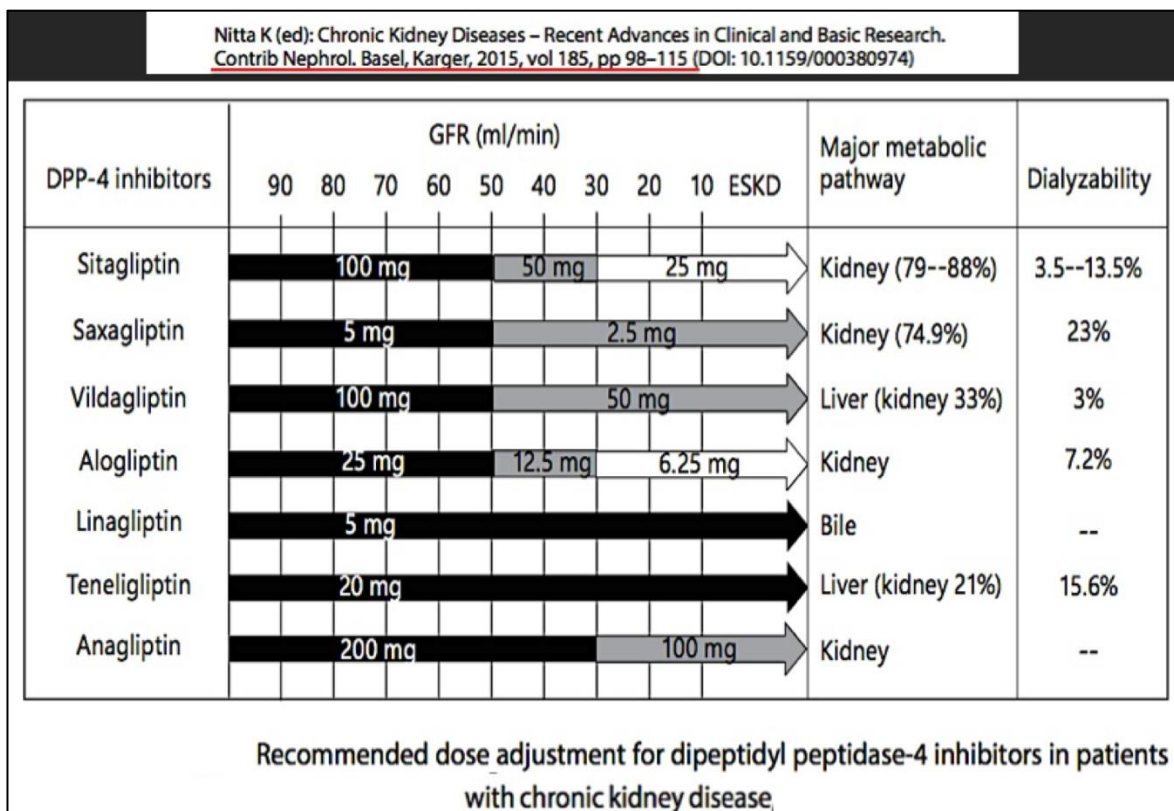 Nitta K (ed): Chronic Kidney Diseases – Recent Advances in Clinical and Basic Research.
Contrib Nephrol. Basel, Karger, 2015, vol 185, pp 98–115 (DOI: 10.1159/000380974)
DPP-4 inhibitors
GFR (ml/min)
90 80 70 60 50 40 30 20 10 ESKD
Major metabolic
pathway
Dialyzability
Sitagliptin 100 mg 50 mg 25 mg Kidney (79--88%) 3.5--13.5%
Saxagliptin 5 mg 2.5 mg Kidney (74.9%) 23%
Vildagliptin 100 mg 50 mg Liver (kidney 33%) 3%
Alogliptin 25 mg 12.5 mg 6.25 mg Kidney 7.2%
Linagliptin 5 mg Bile --
Teneligliptin 20 mg Liver (kidney 21%) 15.6%
Anagliptin 200 mg 100 mg Kidney --
Recommended dose adjustment for dipeptidyl peptidase-4 inhibitors in patients
with chronic kidney disease